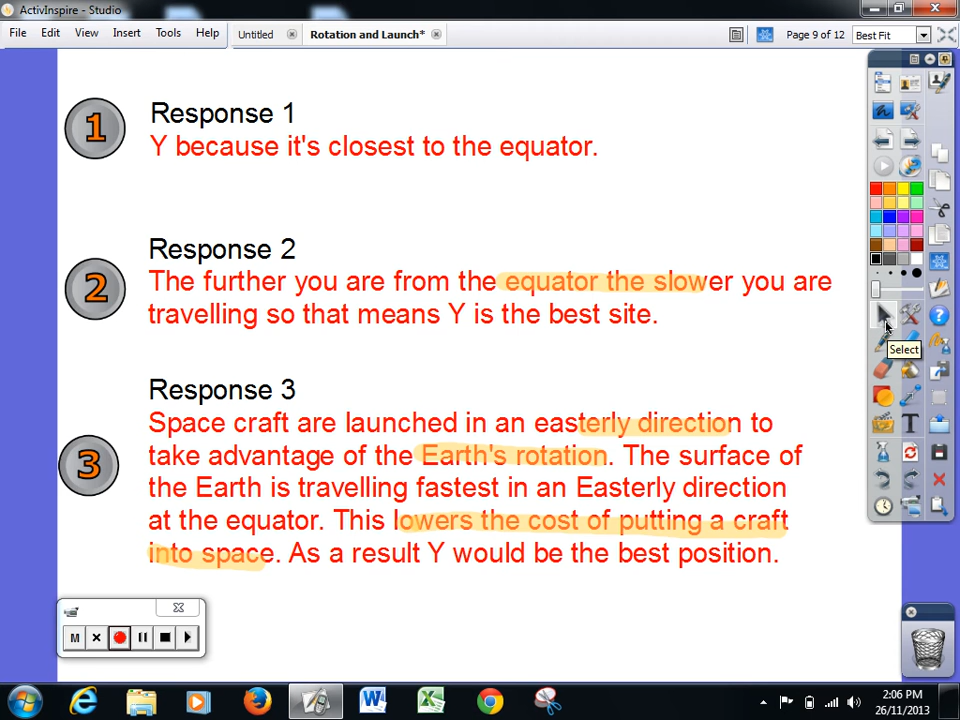 ActivInspire - Studio
File Edit View Insert Tools Help Untitled Rotation and Launch* Page 9 of 12 Best Fit
1
Response 1
Y because it's closest to the equator.
2
Response 2
The further you are from the equator the slower you are
travelling so that means Y is the best site.
Select
3
Response 3
Space craft are launched in an easterly direction to
take advantage of the Earth's rotation. The surface of
the Earth is travelling fastest in an Easterly direction
at the equator. This lowers the cost of putting a craft
into space. As a result Y would be the best position.
M
2:06 PM
26/11/2013